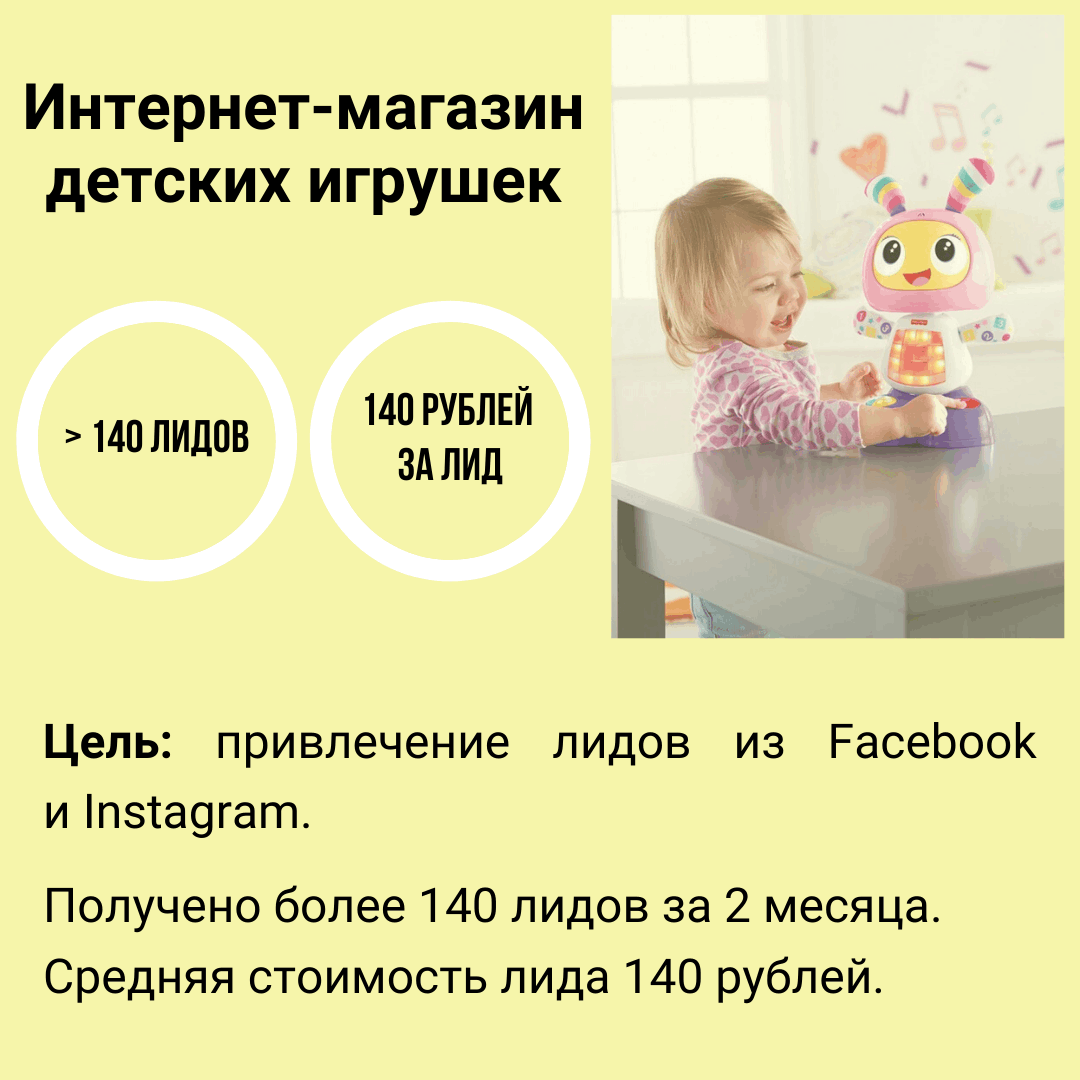 Интернет-магазин
детских игрушек
> 140 ЛИДОВ
140 РУБЛЕЙ
ЗА ЛИД
Цель: привлечение лидов из Facebook
и Instagram.
Получено более 140 лидов за 2 месяца.
Средняя стоимость лида 140 рублей.